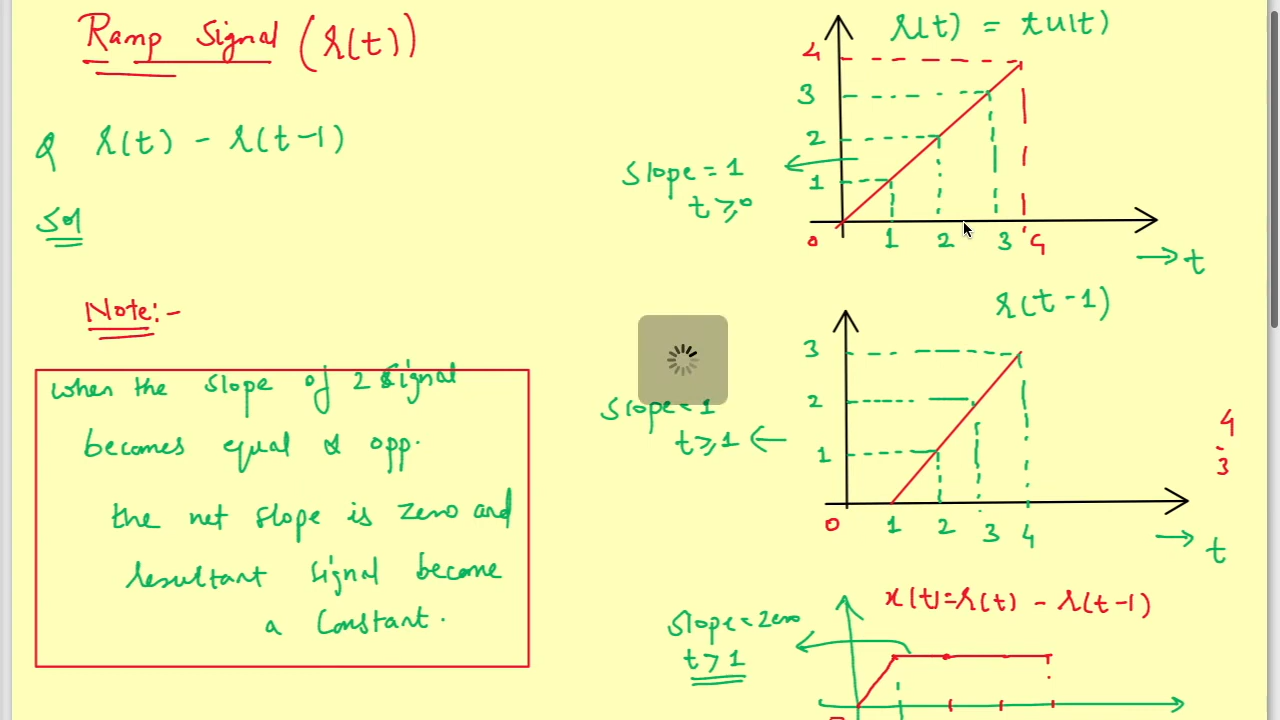 Ramp Signal (r(t))
Q r(t) - r(t-1)
Sol
Note:-
When the slope of 2 signal
becomes equal & opp.
the net slope is zero and
resultant signal become
a constant.
r(t) = tu(t)
4
3
2
1
0
1 2 3 4
→ t
Slope = 1
t ≥ 0
r(t-1)
3
2
1
0
1 2 3 4
→ t
Slope = 1
t ≥ 1
4
-
3
x(t) = r(t) - r(t-1)
Slope = zero
t > 1